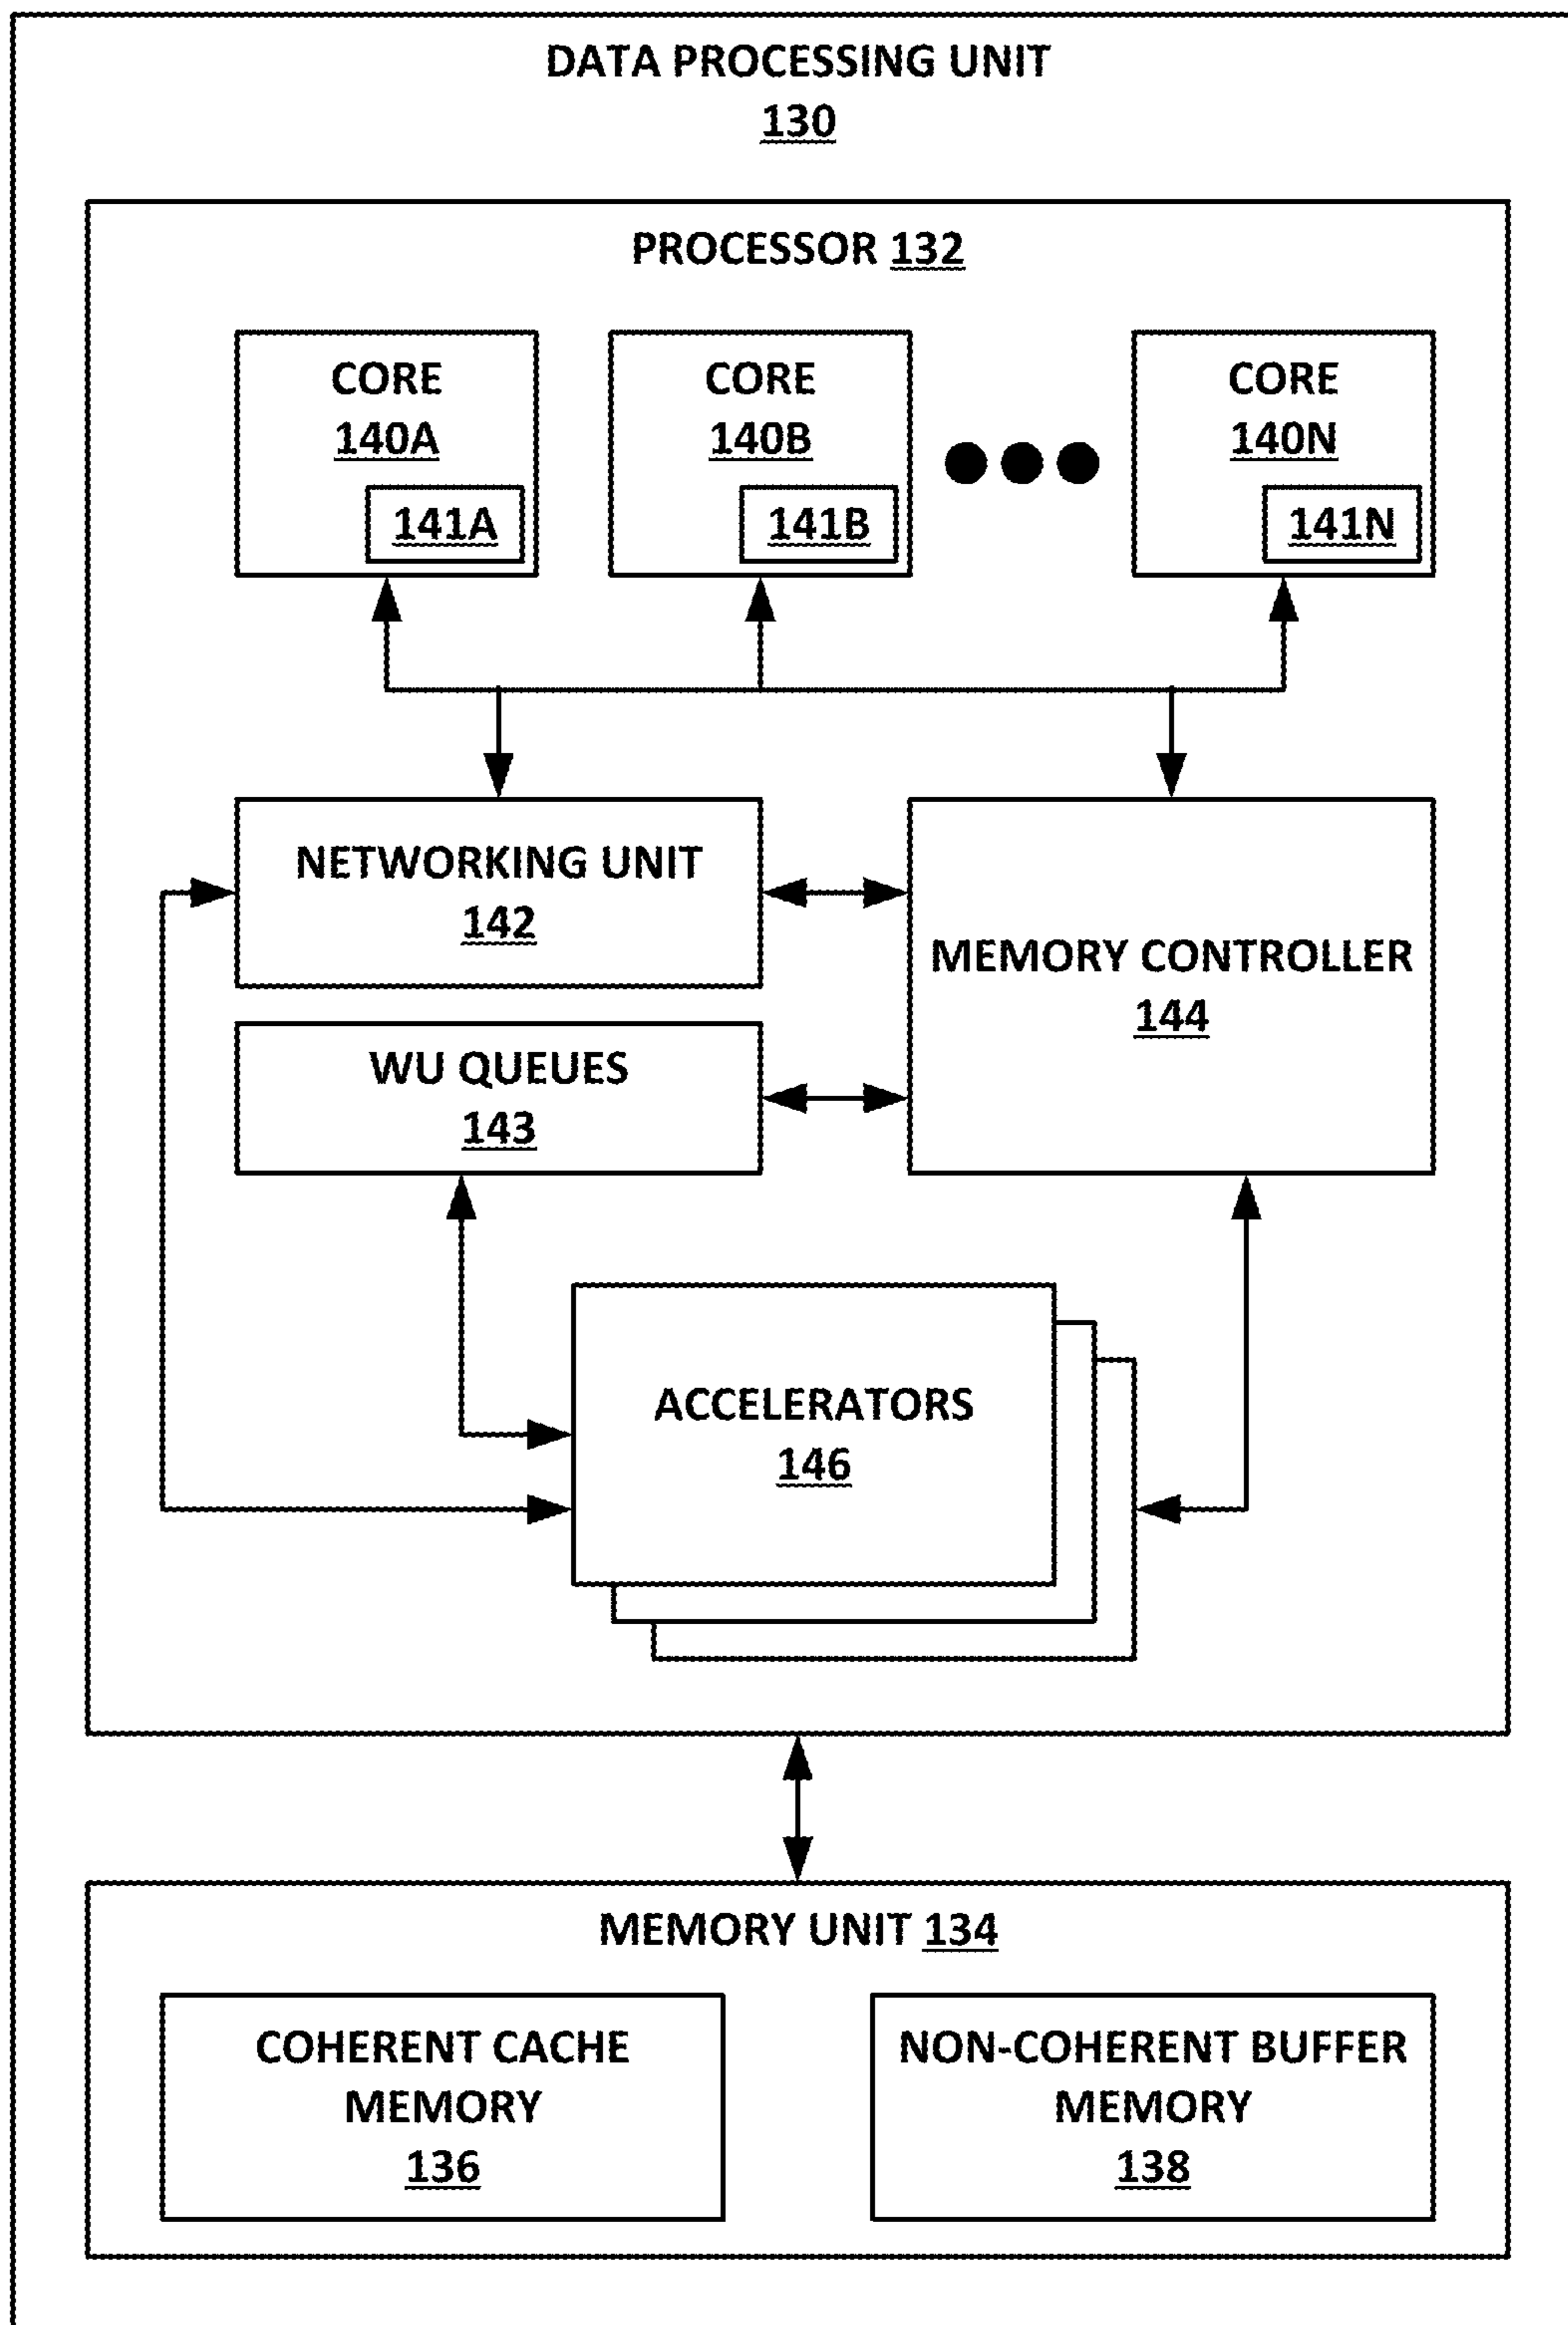 DATA PROCESSING UNIT
130
PROCESSOR 132
CORE
140A
141A
CORE
140B
141B
CORE
140N
141N
NETWORKING UNIT
142
MEMORY CONTROLLER
144
WU QUEUES
143
ACCELERATORS
146
MEMORY UNIT 134
COHERENT CACHE
MEMORY
136
NON-COHERENT BUFFER
MEMORY
138